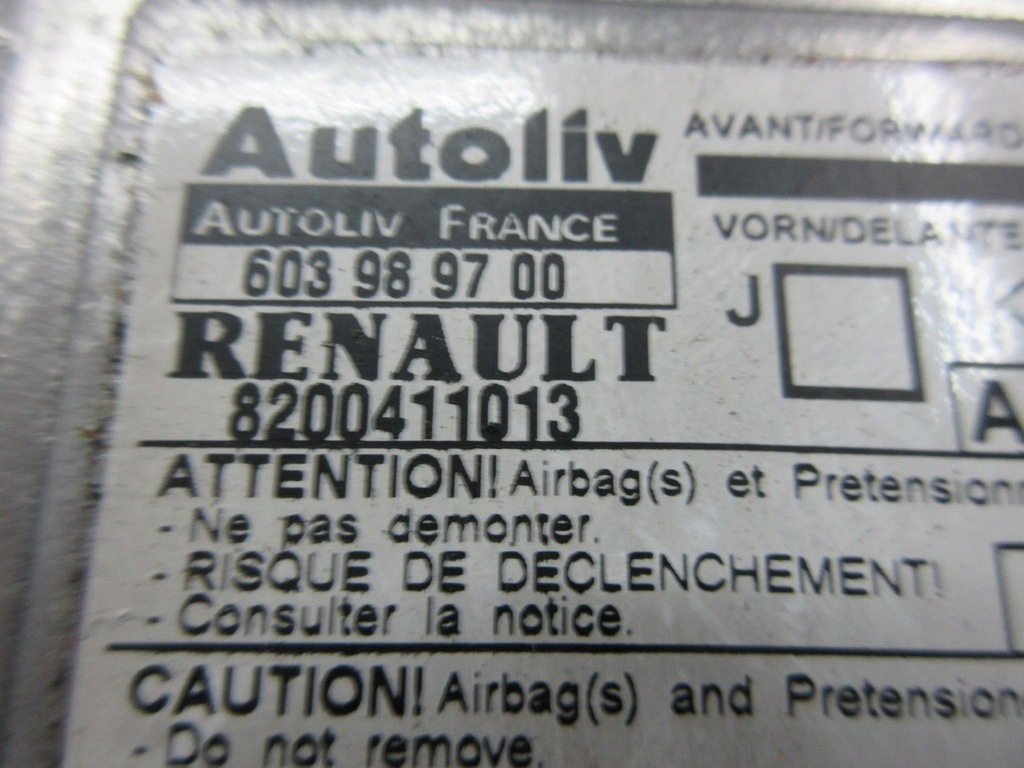 Autoliv
AUTOLIV FRANCE
603 98 97 00
RENAULT
8200411013
AVANT/FORWARD
VORN/DELANTE
J
A
ATTENTION! Airbag(s) et Pretensionn
- Ne pas demonter.
- RISQUE DE DECLENCHEMENT!
- Consulter la notice.
CAUTION! Airbag(s) and Pretension
- Do not remove.